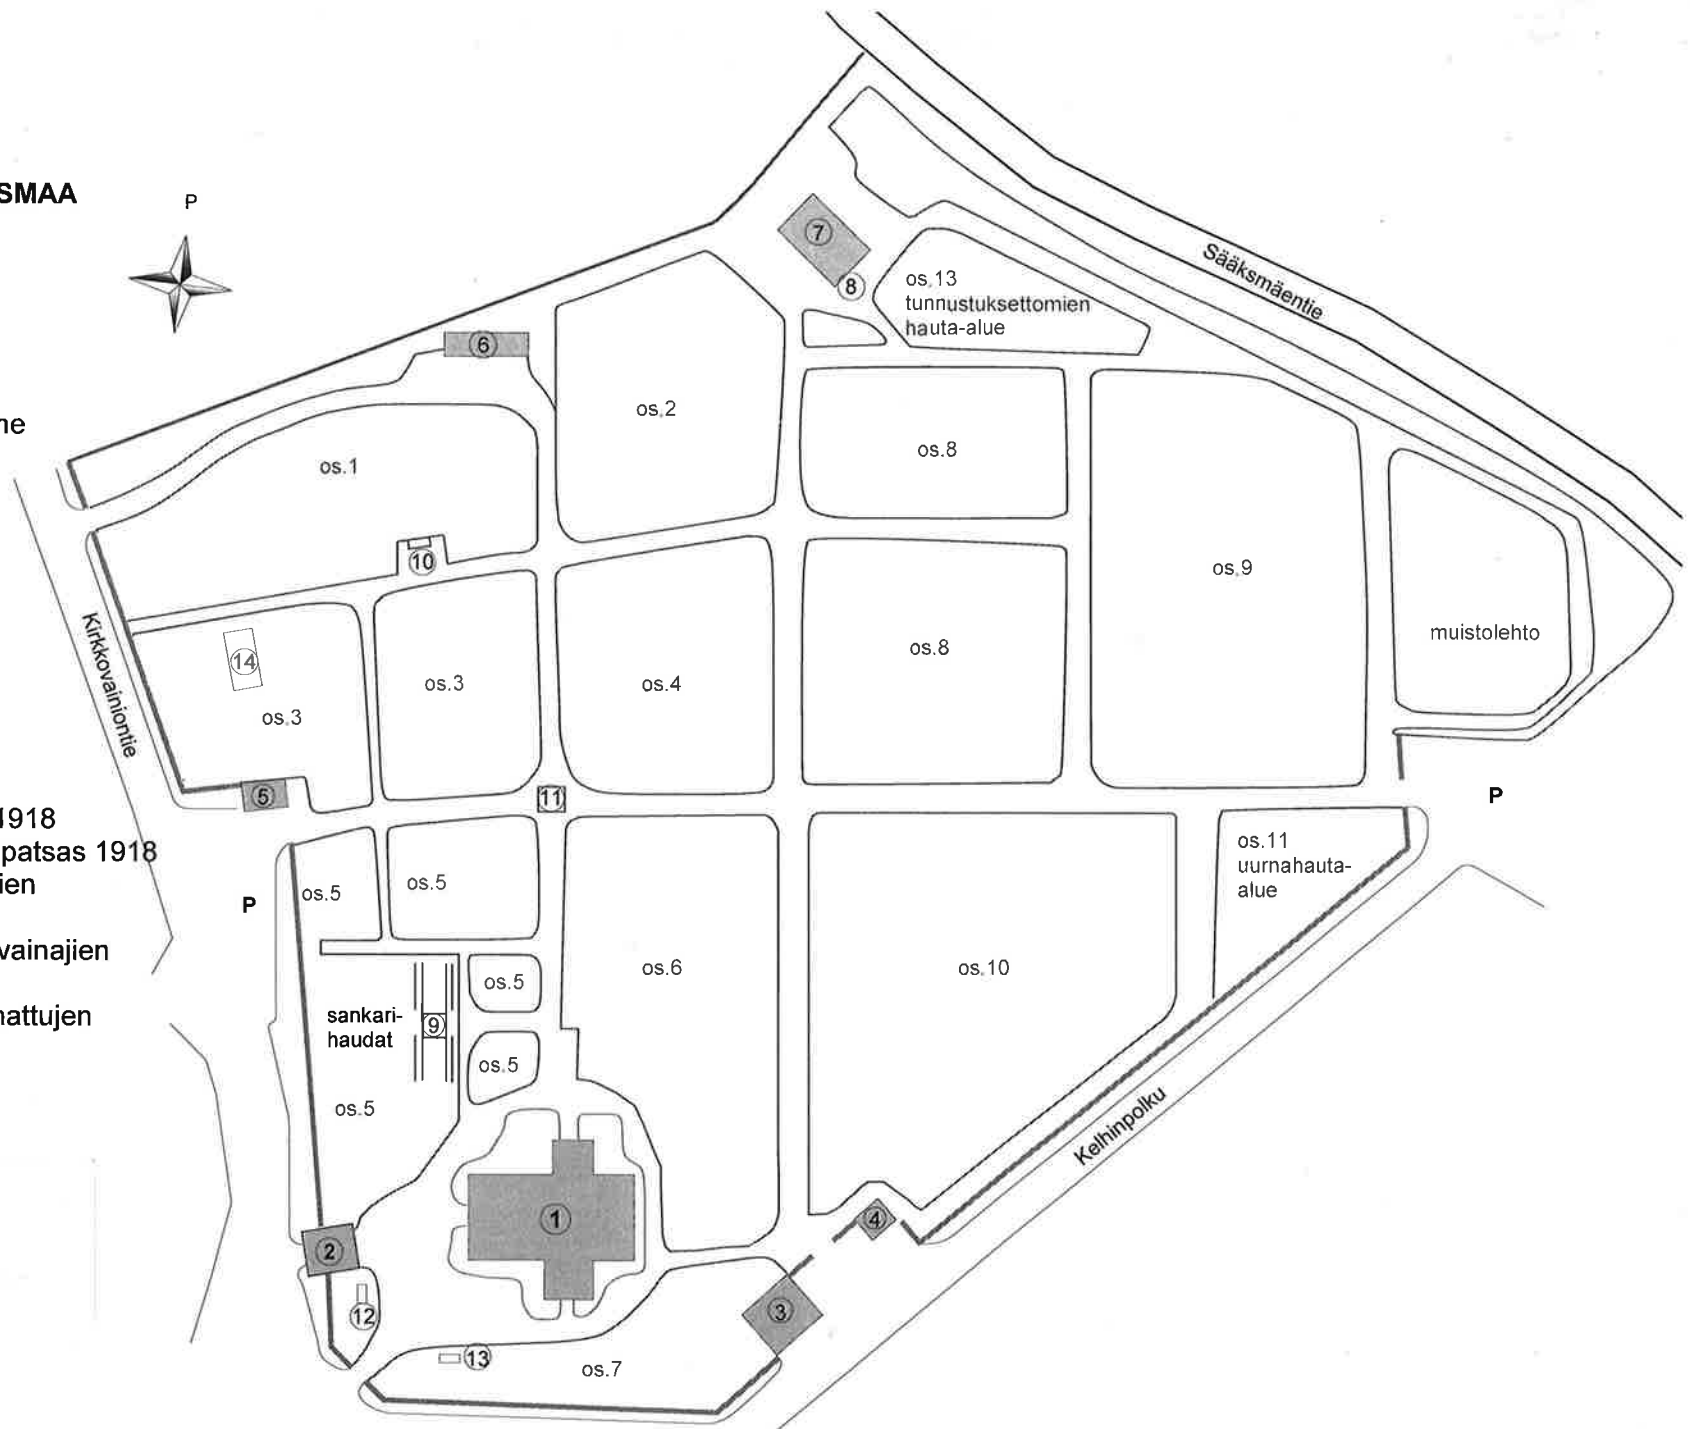 SMAA
P
Sääksmäentie
7
8
os.13
tunnustuksettomien
hauta-alue
6
os.2
ne
os.1
os.8
10
os.9
Kirkkovainiontie
14
os.3
os.3
os.4
os.8
muistolehto
5
11
P
1918
patsas 1918
ien
os.5
os.5
os.11
uurnahauta-
alue
P
vainajien
os.5
os.6
os.10
nattujen
sankari-
haudat
9
os.5
os.5
Kelhinpolku
1
4
2
3
12
13
os.7